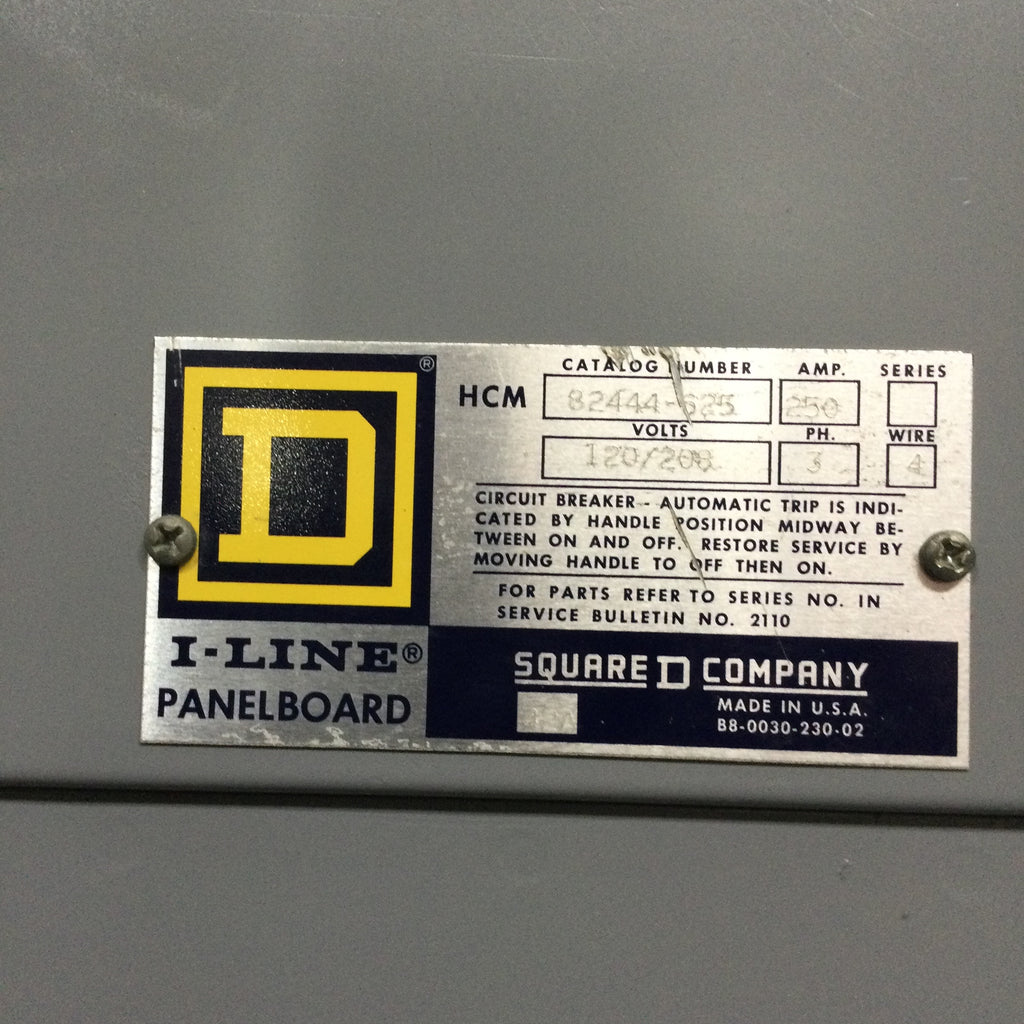 D ®
I-LINE®
PANELBOARD
CATALOG NUMBER AMP. SERIES
HCM 82444-625 250
VOLTS PH. WIRE
120/208 3 4
CIRCUIT BREAKER - AUTOMATIC TRIP IS INDI-
CATED BY HANDLE POSITION MIDWAY BE-
TWEEN ON AND OFF. RESTORE SERVICE BY
MOVING HANDLE TO OFF THEN ON.
FOR PARTS REFER TO SERIES NO. IN
SERVICE BULLETIN NO. 2110
SQUARE D COMPANY
MADE IN U.S.A.
B8-0030-230-02